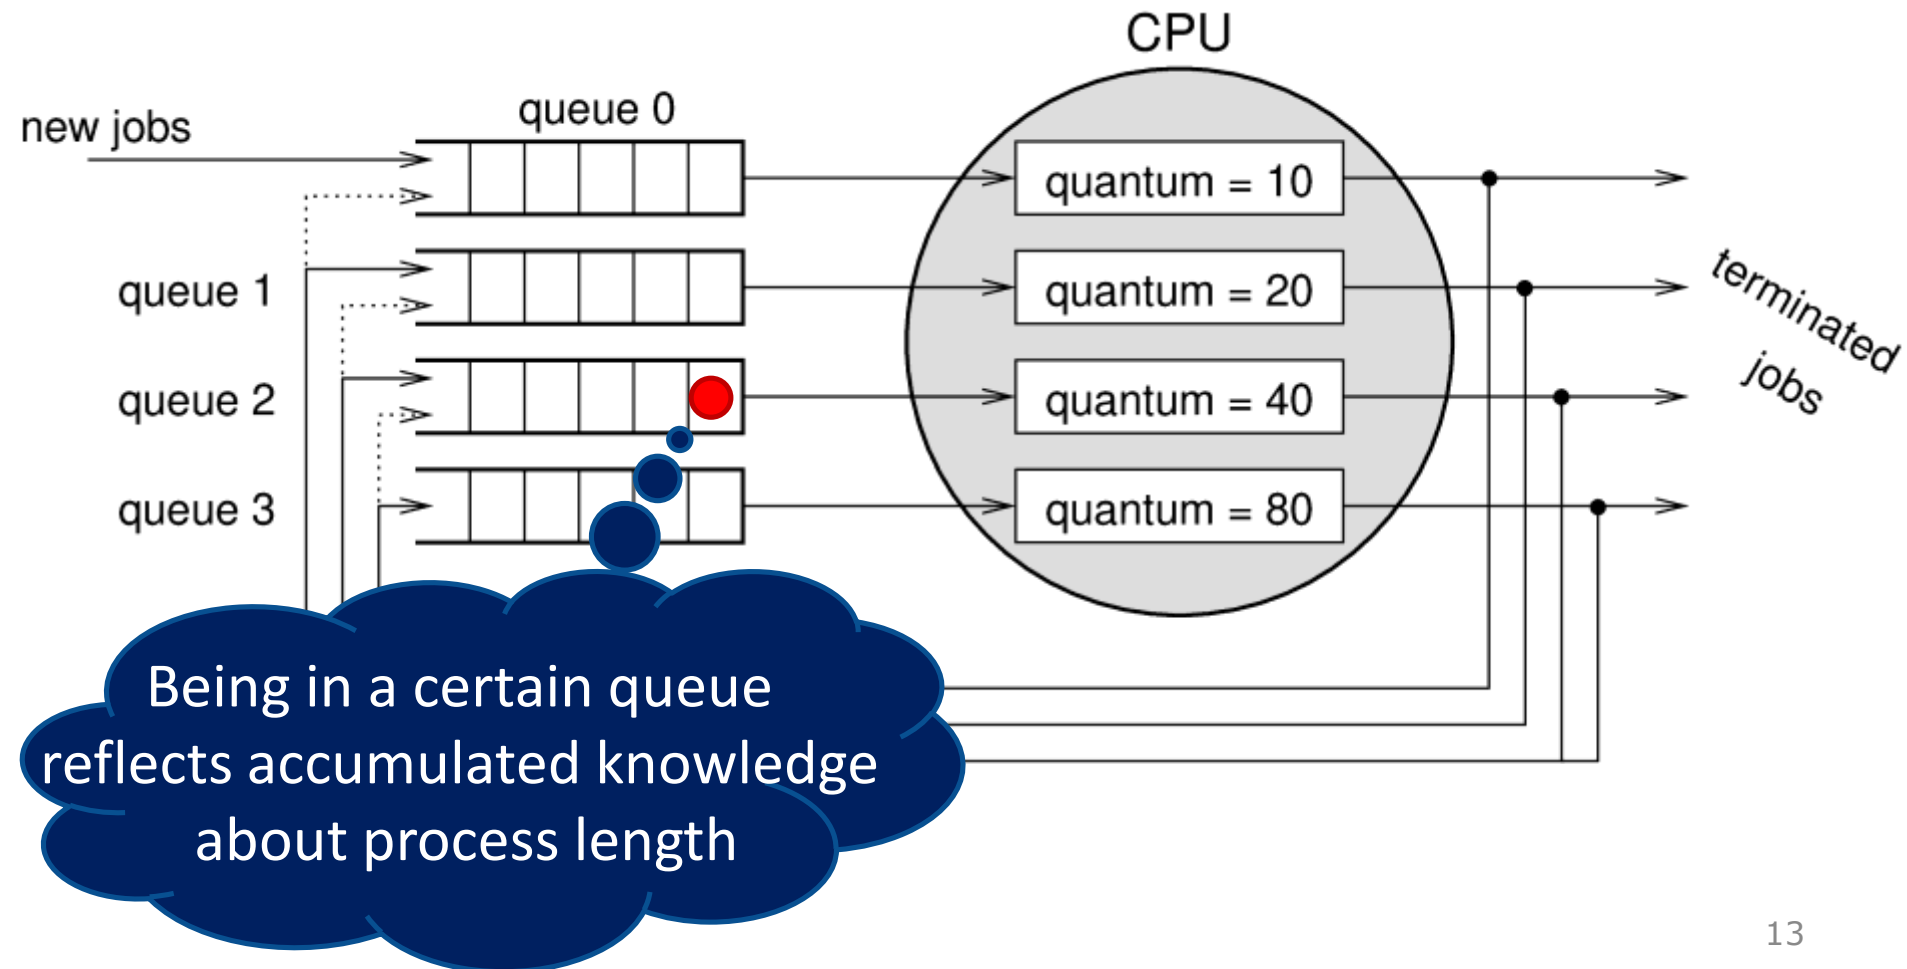 CPU
new jobs
queue 0
quantum = 10
queue 1
quantum = 20
terminated
jobs
queue 2
quantum = 40
queue 3
quantum = 80
Being in a certain queue
reflects accumulated knowledge
about process length
13